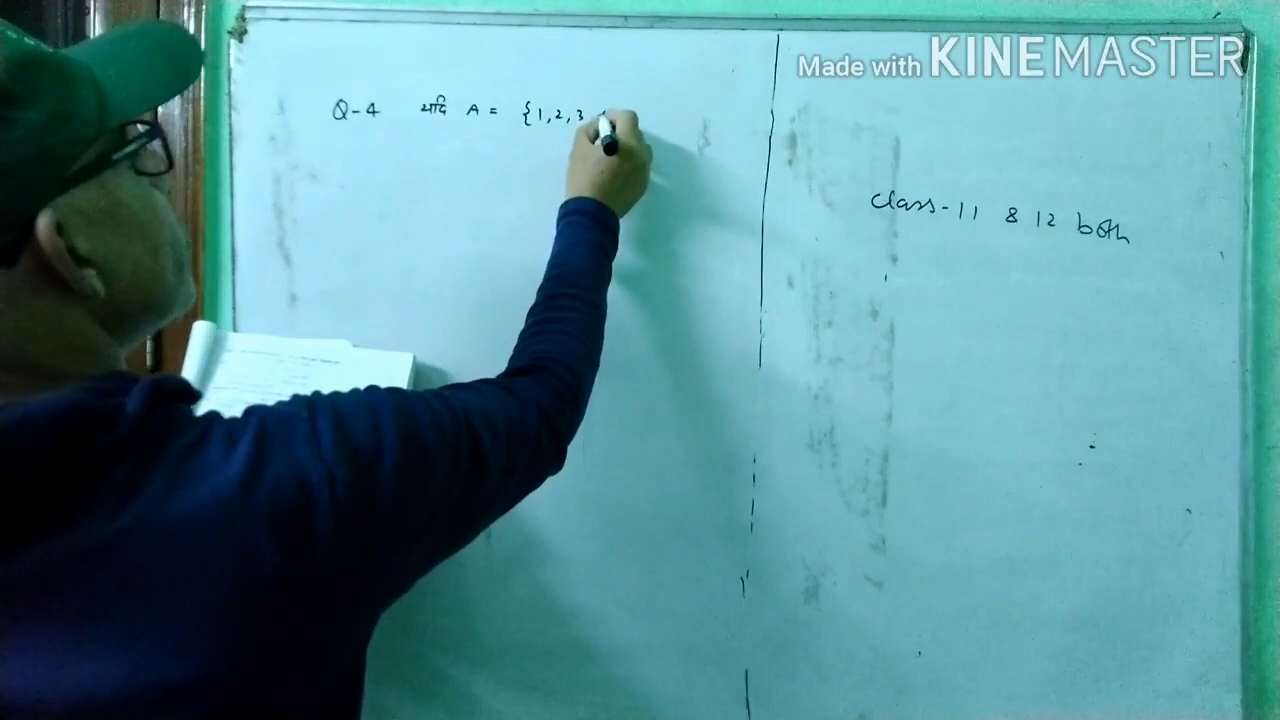 Made with KINEMASTER
Q-4 यदि A = {1,2,3
class-11 & 12 both